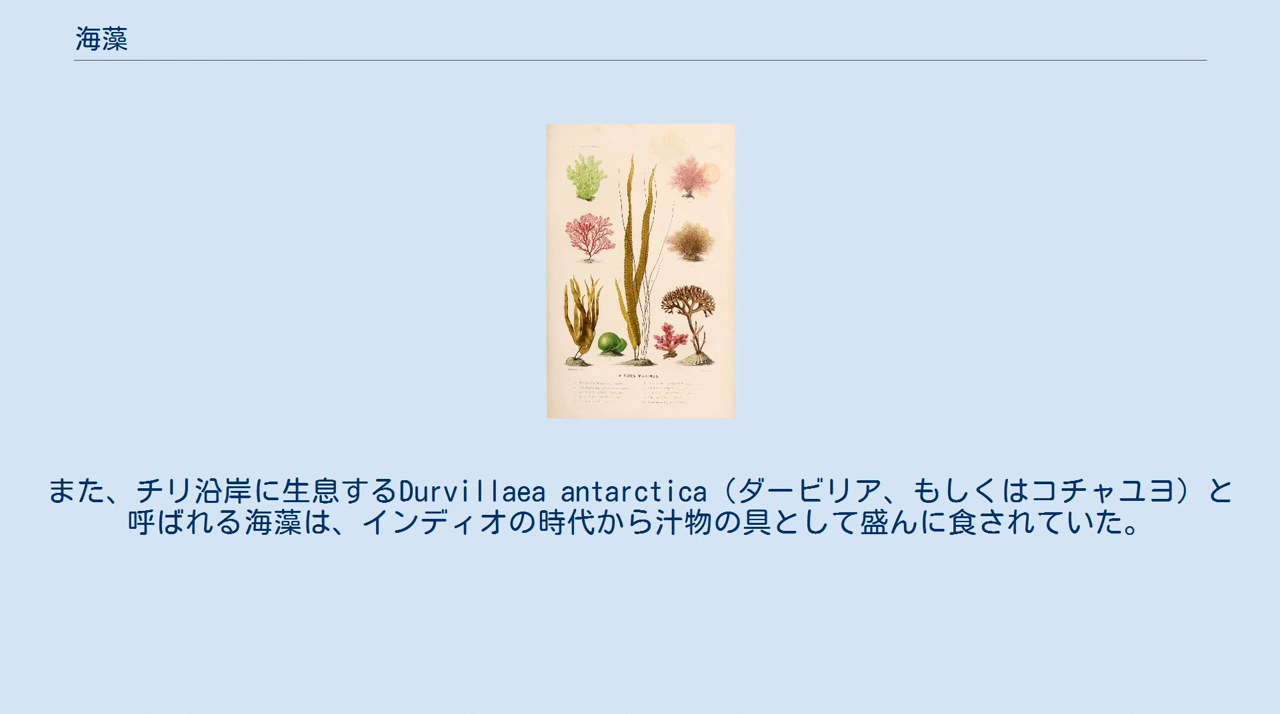 海藻
また、チリ沿岸に生息するDurvillaea antarctica（ダービリア、もしくはコチャユヨ）と
呼ばれる海藻は、インディオの時代から汁物の具として盛んに食されていた。